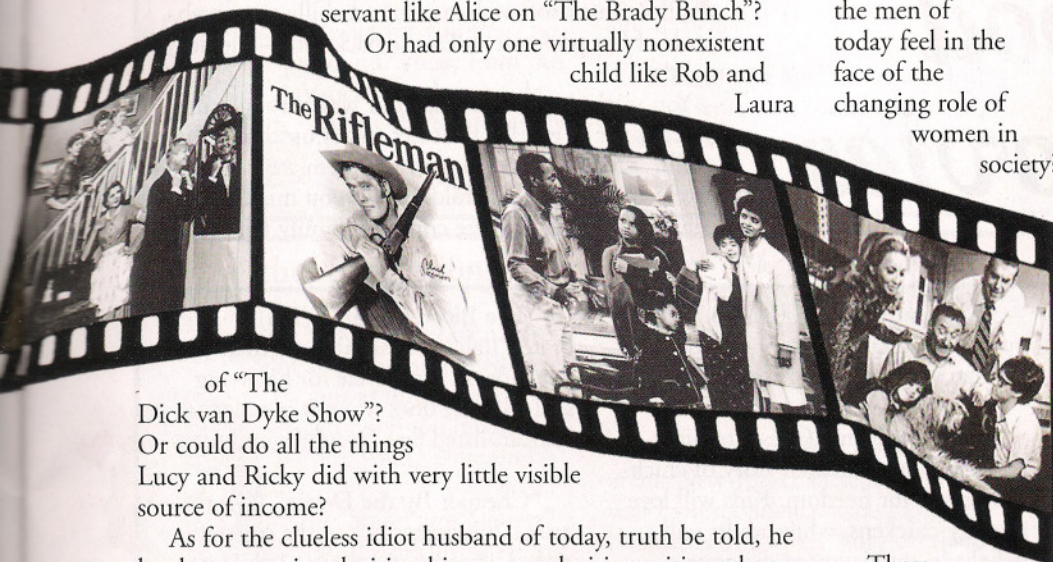 servant like Alice on “The Brady Bunch”?
Or had only one virtually nonexistent
child like Rob and
Laura
The Rifleman
of “The
Dick van Dyke Show”?
Or could do all the things
Lucy and Ricky did with very little visible
source of income?
As for the clueless idiot husband of today, truth be told, he
the men of
today feel in the
face of the
changing role of
women in
society?